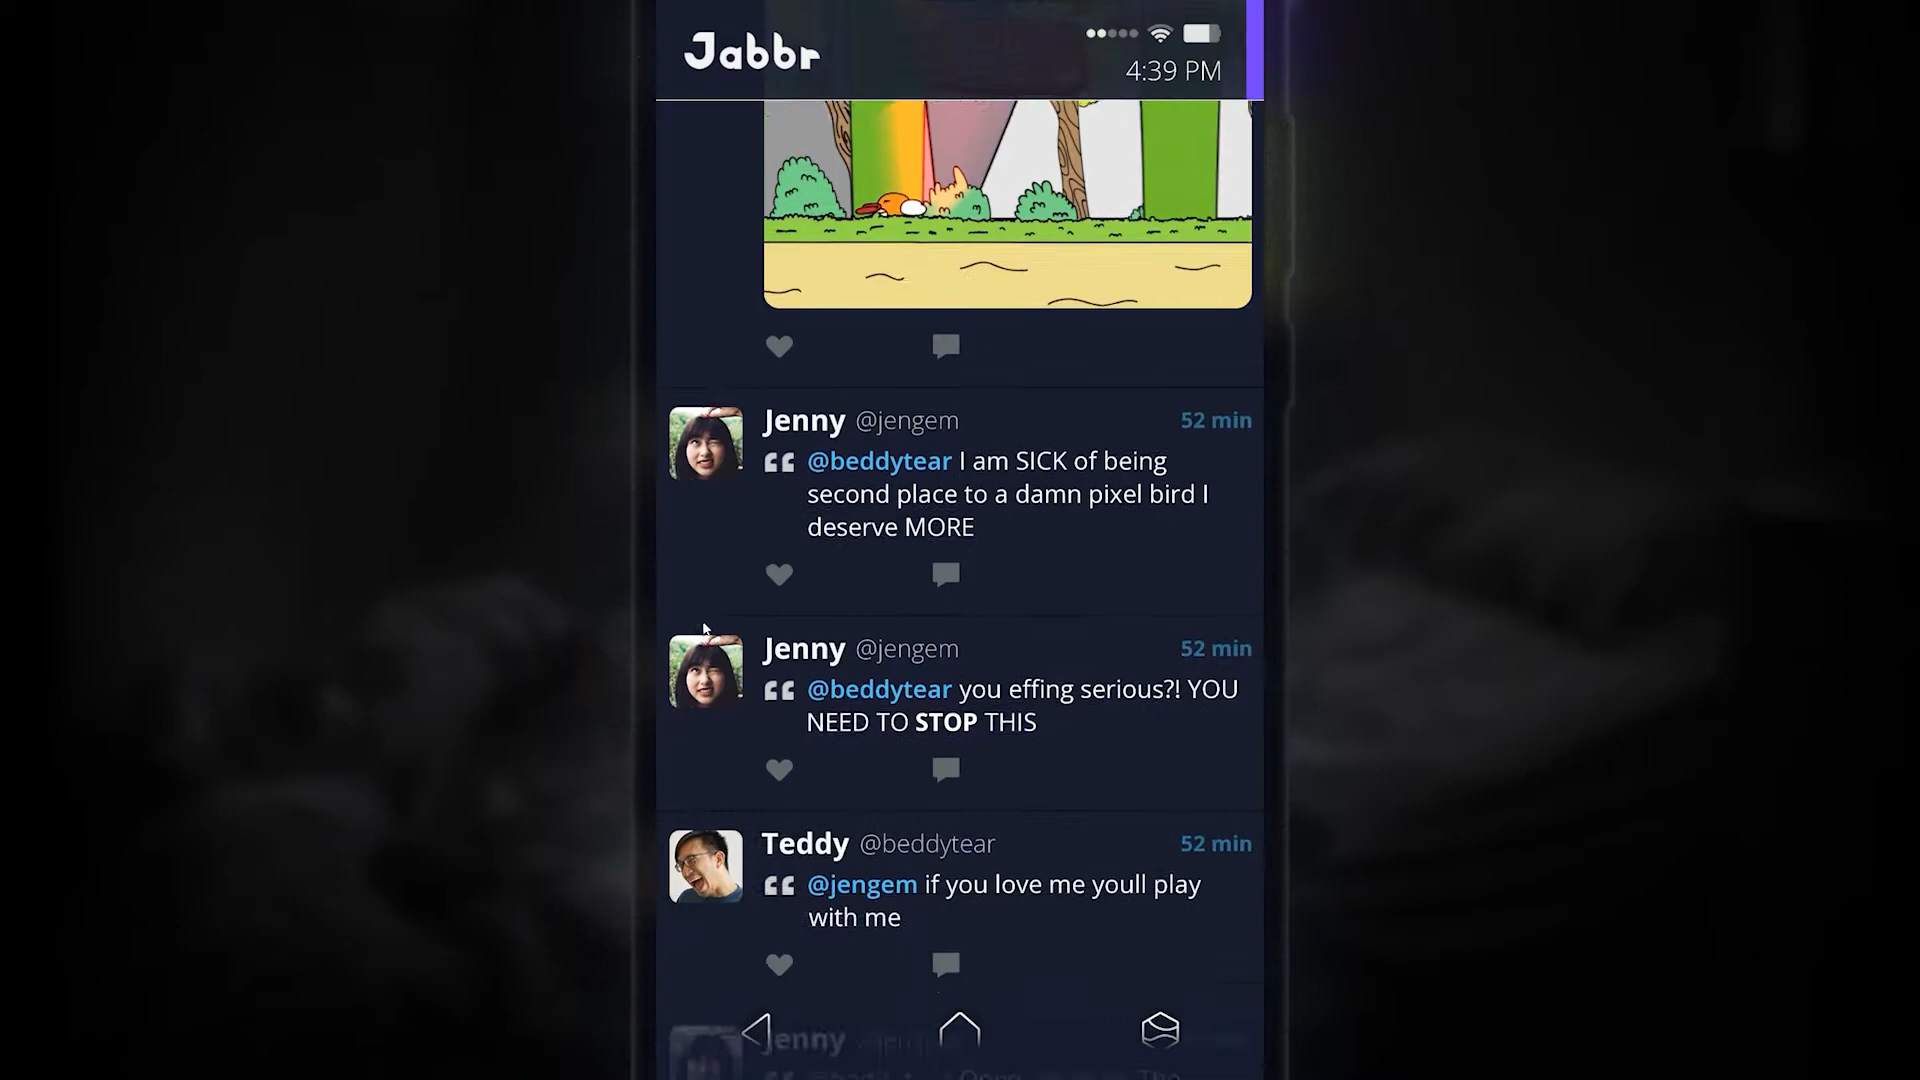 Jabbr
4:39 PM
Jenny @jengem 52 min
@beddytear I am SICK of being
second place to a damn pixel bird I
deserve MORE
Jenny @jengem 52 min
@beddytear you effing serious?! YOU
NEED TO STOP THIS
Teddy @beddytear 52 min
@jengem if you love me youll play
with me
Jenny